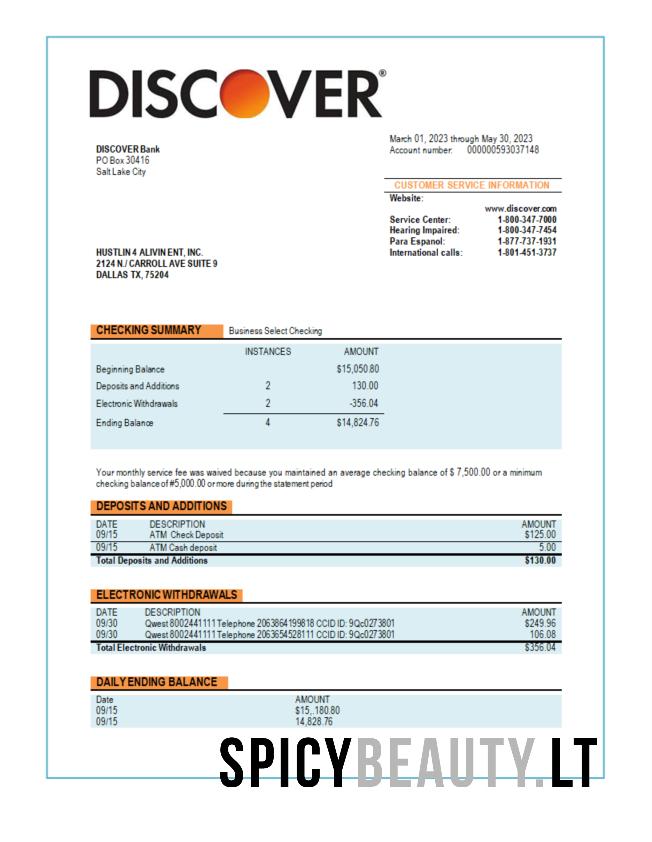 DISCOVER®
March 01, 2023 through May 30, 2023
Account number: 000000593037148
DISCOVER Bank
PO Box 30416
Salt Lake City
CUSTOMER SERVICE INFORMATION
Website:
www.discover.com
Service Center: 1-800-347-7000
Hearing Impaired: 1-800-347-7454
Para Espanol: 1-877-737-1931
International calls: 1-801-451-3737
HUSTLIN 4 ALIVIN ENT, INC.
2124 N./ CARROLL AVE SUITE 9
DALLAS TX, 75204
CHECKING SUMMARY Business Select Checking
INSTANCES AMOUNT
Beginning Balance $15,050.80
Deposits and Additions 2 130.00
Electronic Withdrawals 2 -356.04
Ending Balance 4 $14,824.76
Your monthly service fee was waived because you maintained an average checking balance of $ 7,500.00 or a minimum
checking balance of #5,000.00 or more during the statement period
DEPOSITS AND ADDITIONS
DATE DESCRIPTION AMOUNT
09/15 ATM Check Deposit $125.00
09/15 ATM Cash deposit 5.00
Total Deposits and Additions $130.00
ELECTRONIC WITHDRAWALS
DATE DESCRIPTION AMOUNT
09/30 Qwest 8002441111 Telephone 2063864199818 CCID ID: 9Qc0273801 $249.96
09/30 Qwest 8002441111 Telephone 2063654528111 CCID ID: 9Qc0273801 106.08
Total Electronic Withdrawals $356.04
DAILY ENDING BALANCE
Date AMOUNT
09/15 $15,.180.80
09/15 14,828.76
SPICYBEAUTY.LT